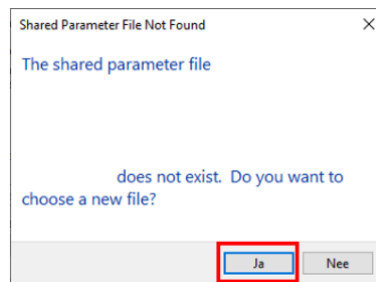 Shared Parameter File Not Found
The shared parameter file
does not exist. Do you want to
choose a new file?
Ja
Nee